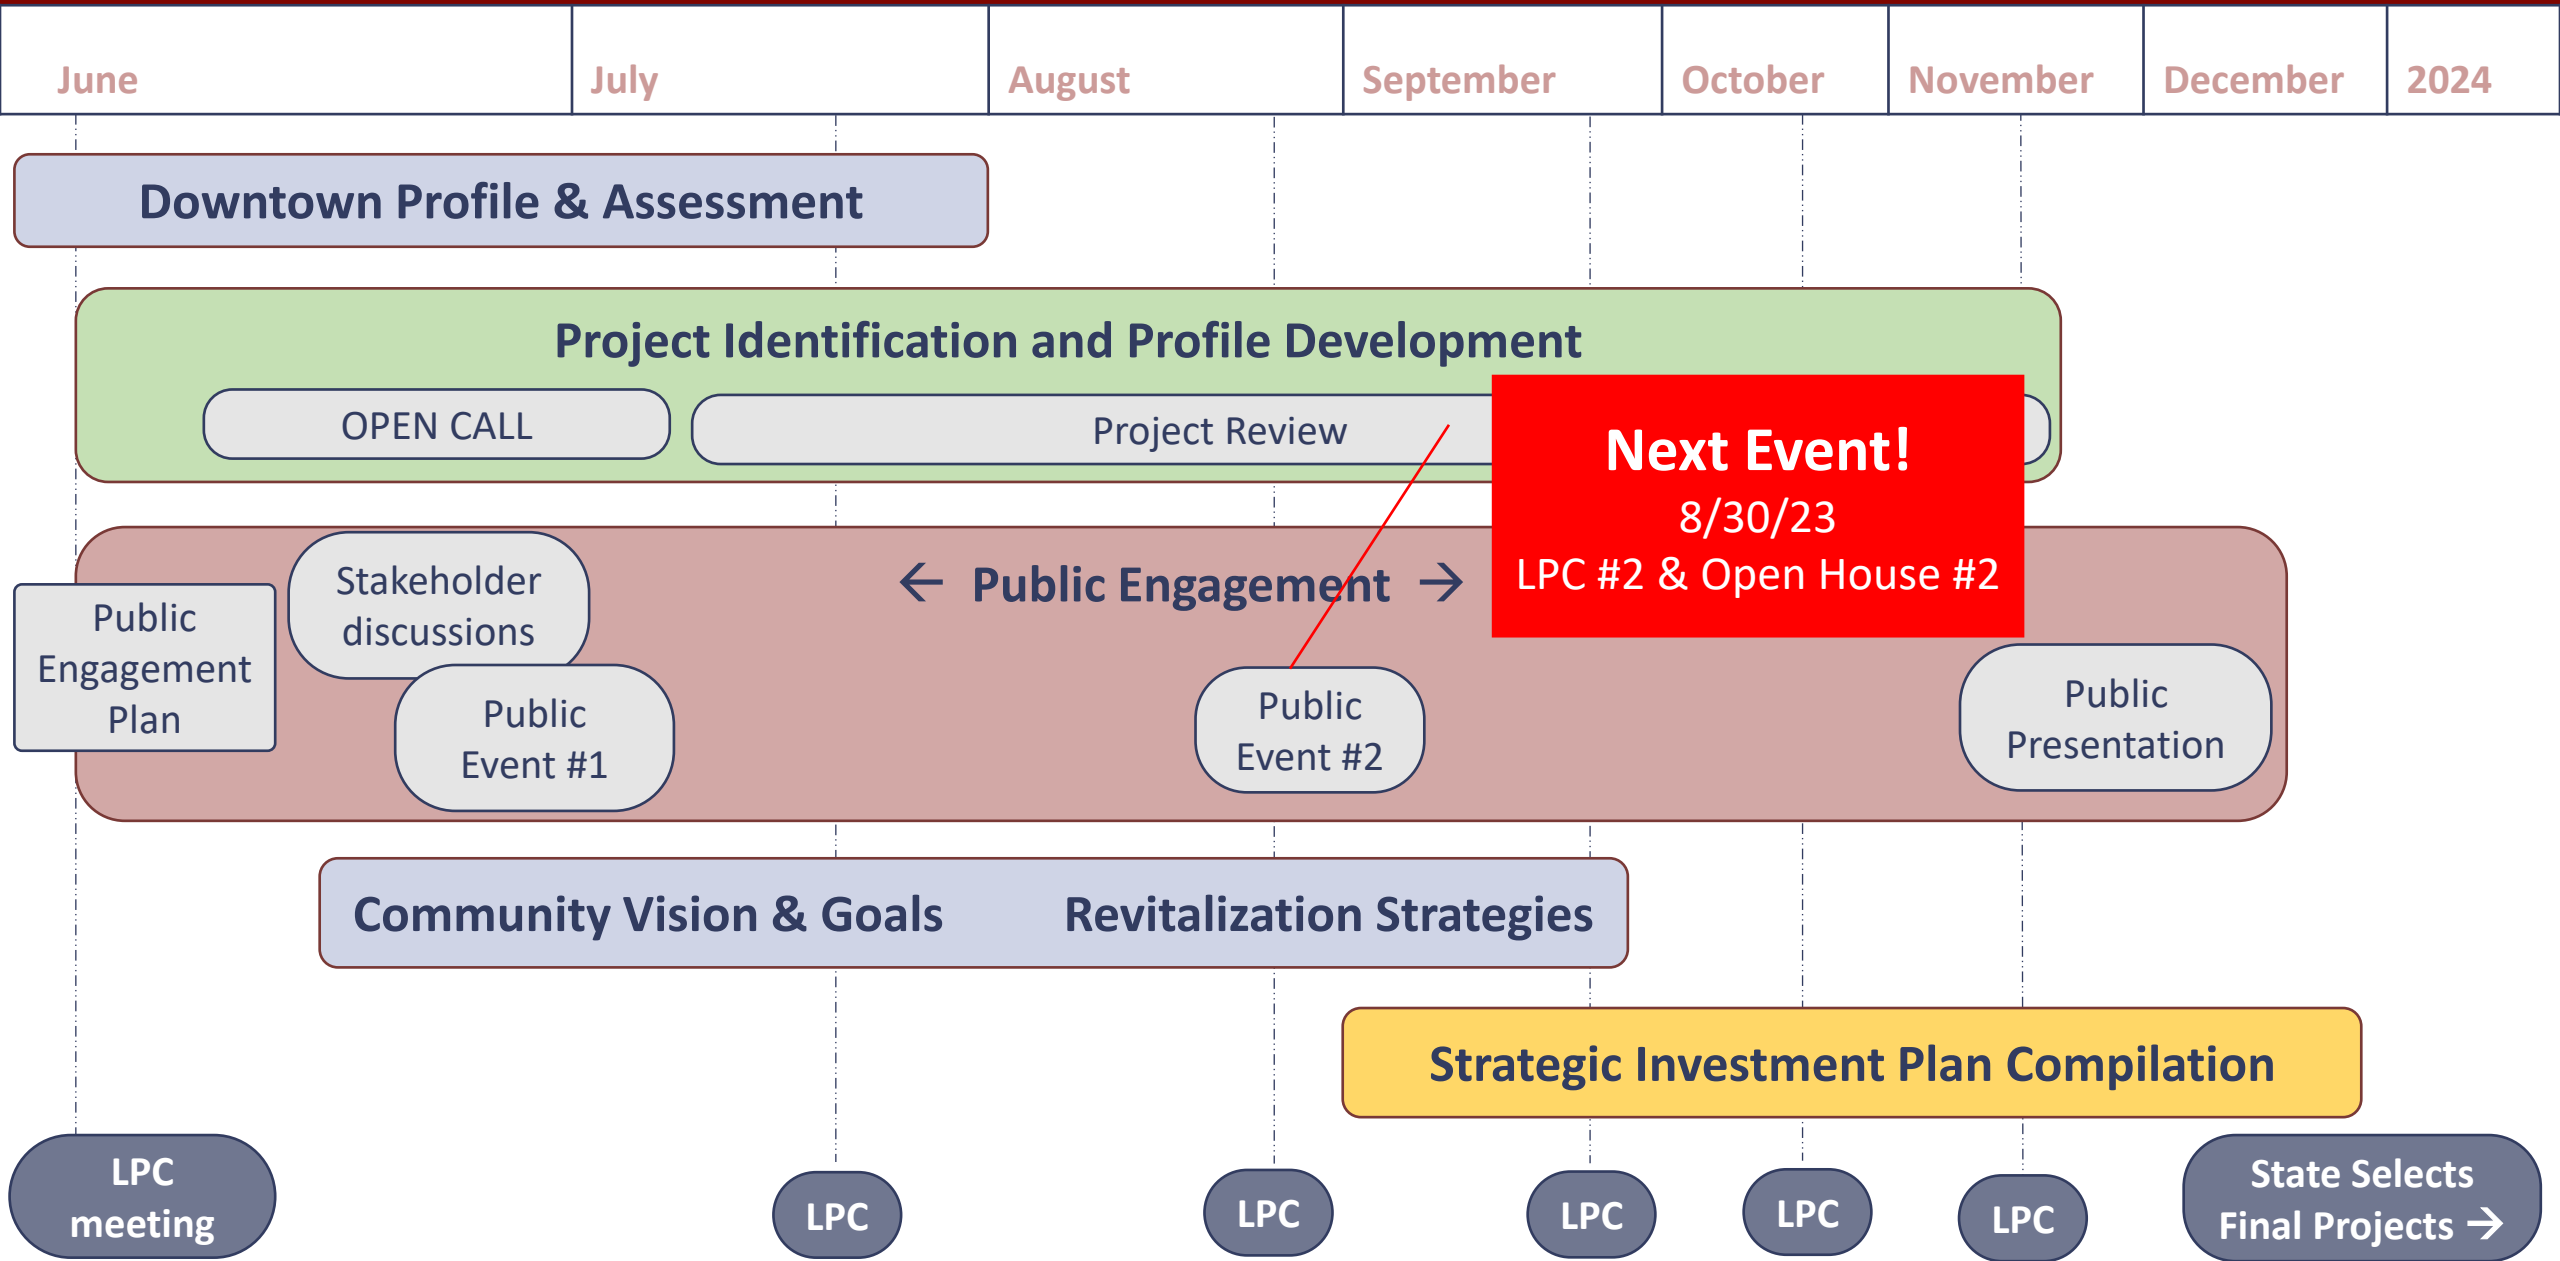 June
July
August
September
October
November
December
2024
Downtown Profile & Assessment
Project Identification and Profile Development
OPEN CALL
Project Review
Next Event!
8/30/23
LPC #2 & Open House #2
← Public Engagement →
Public
Engagement
Plan
Stakeholder
discussions
Public
Event #1
Public
Event #2
Public
Presentation
Community Vision & Goals
Revitalization Strategies
Strategic Investment Plan Compilation
LPC
meeting
LPC
LPC
LPC
LPC
LPC
State Selects
Final Projects →